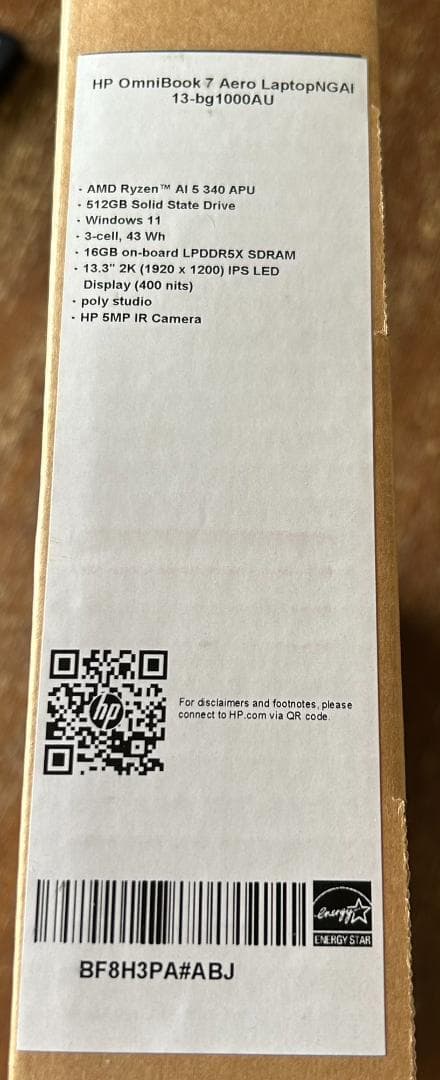 HP OmniBook 7 Aero LaptopNGAI
13-bg1000AU
· AMD Ryzen™ AI 5 340 APU
· 512GB Solid State Drive
· Windows 11
· 3-cell, 43 Wh
· 16GB on-board LPDDR5X SDRAM
· 13.3" 2K (1920 x 1200) IPS LED
Display (400 nits)
· poly studio
· HP 5MP IR Camera
hp
For disclaimers and footnotes, please
connect to HP.com via QR code.
energy
ENERGY STAR
BF8H3PA#ABJ